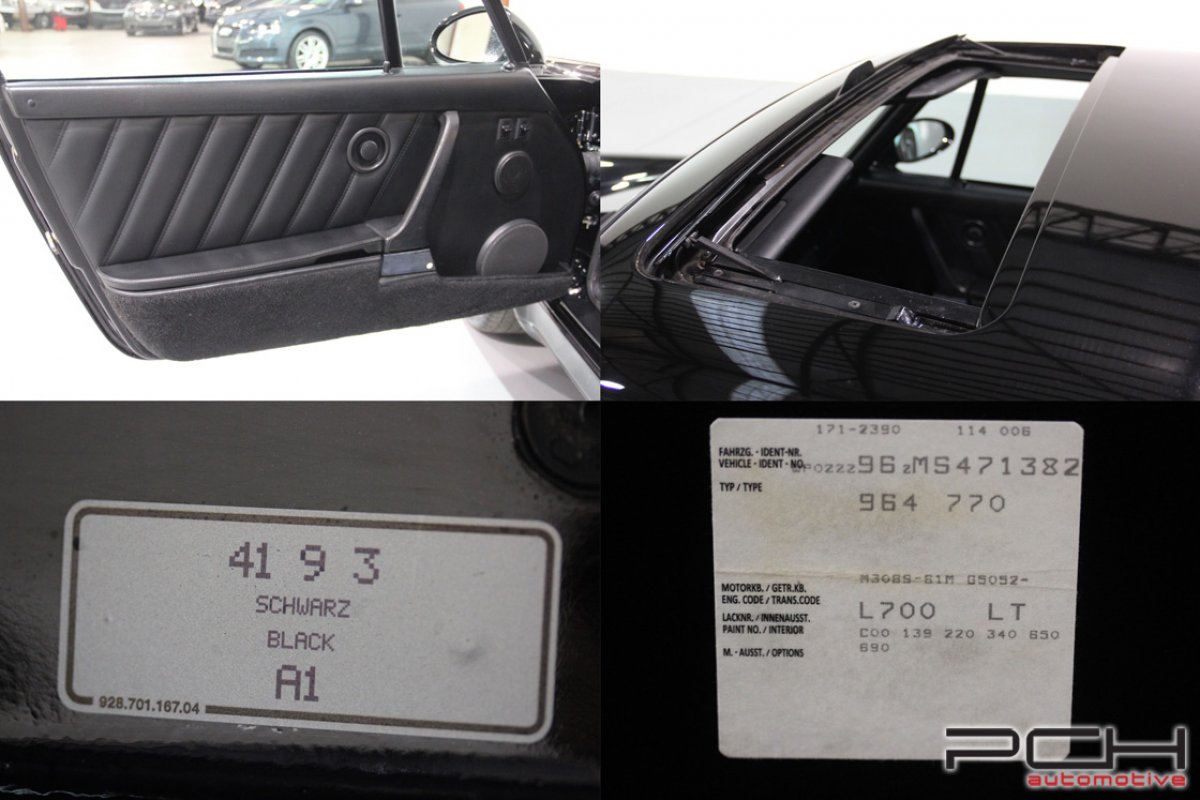 41 9 3
SCHWARZ
BLACK
A1
928.701.167.04
171-2390 114 006
FAHRZG. - IDENT-NR.
VEHICLE - IDENT - NO. WP0ZZZ96ZMS471382
TYP / TYPE
964 770
MOTORKB. / GETR.KB.
ENG. CODE / TRANS.CODE
LACKNR. / INNENAUSST. L700 LT
PAINT NO. / INTERIOR C00 139 220 340 650
M. - AUSST. / OPTIONS 690
PCH
automotive